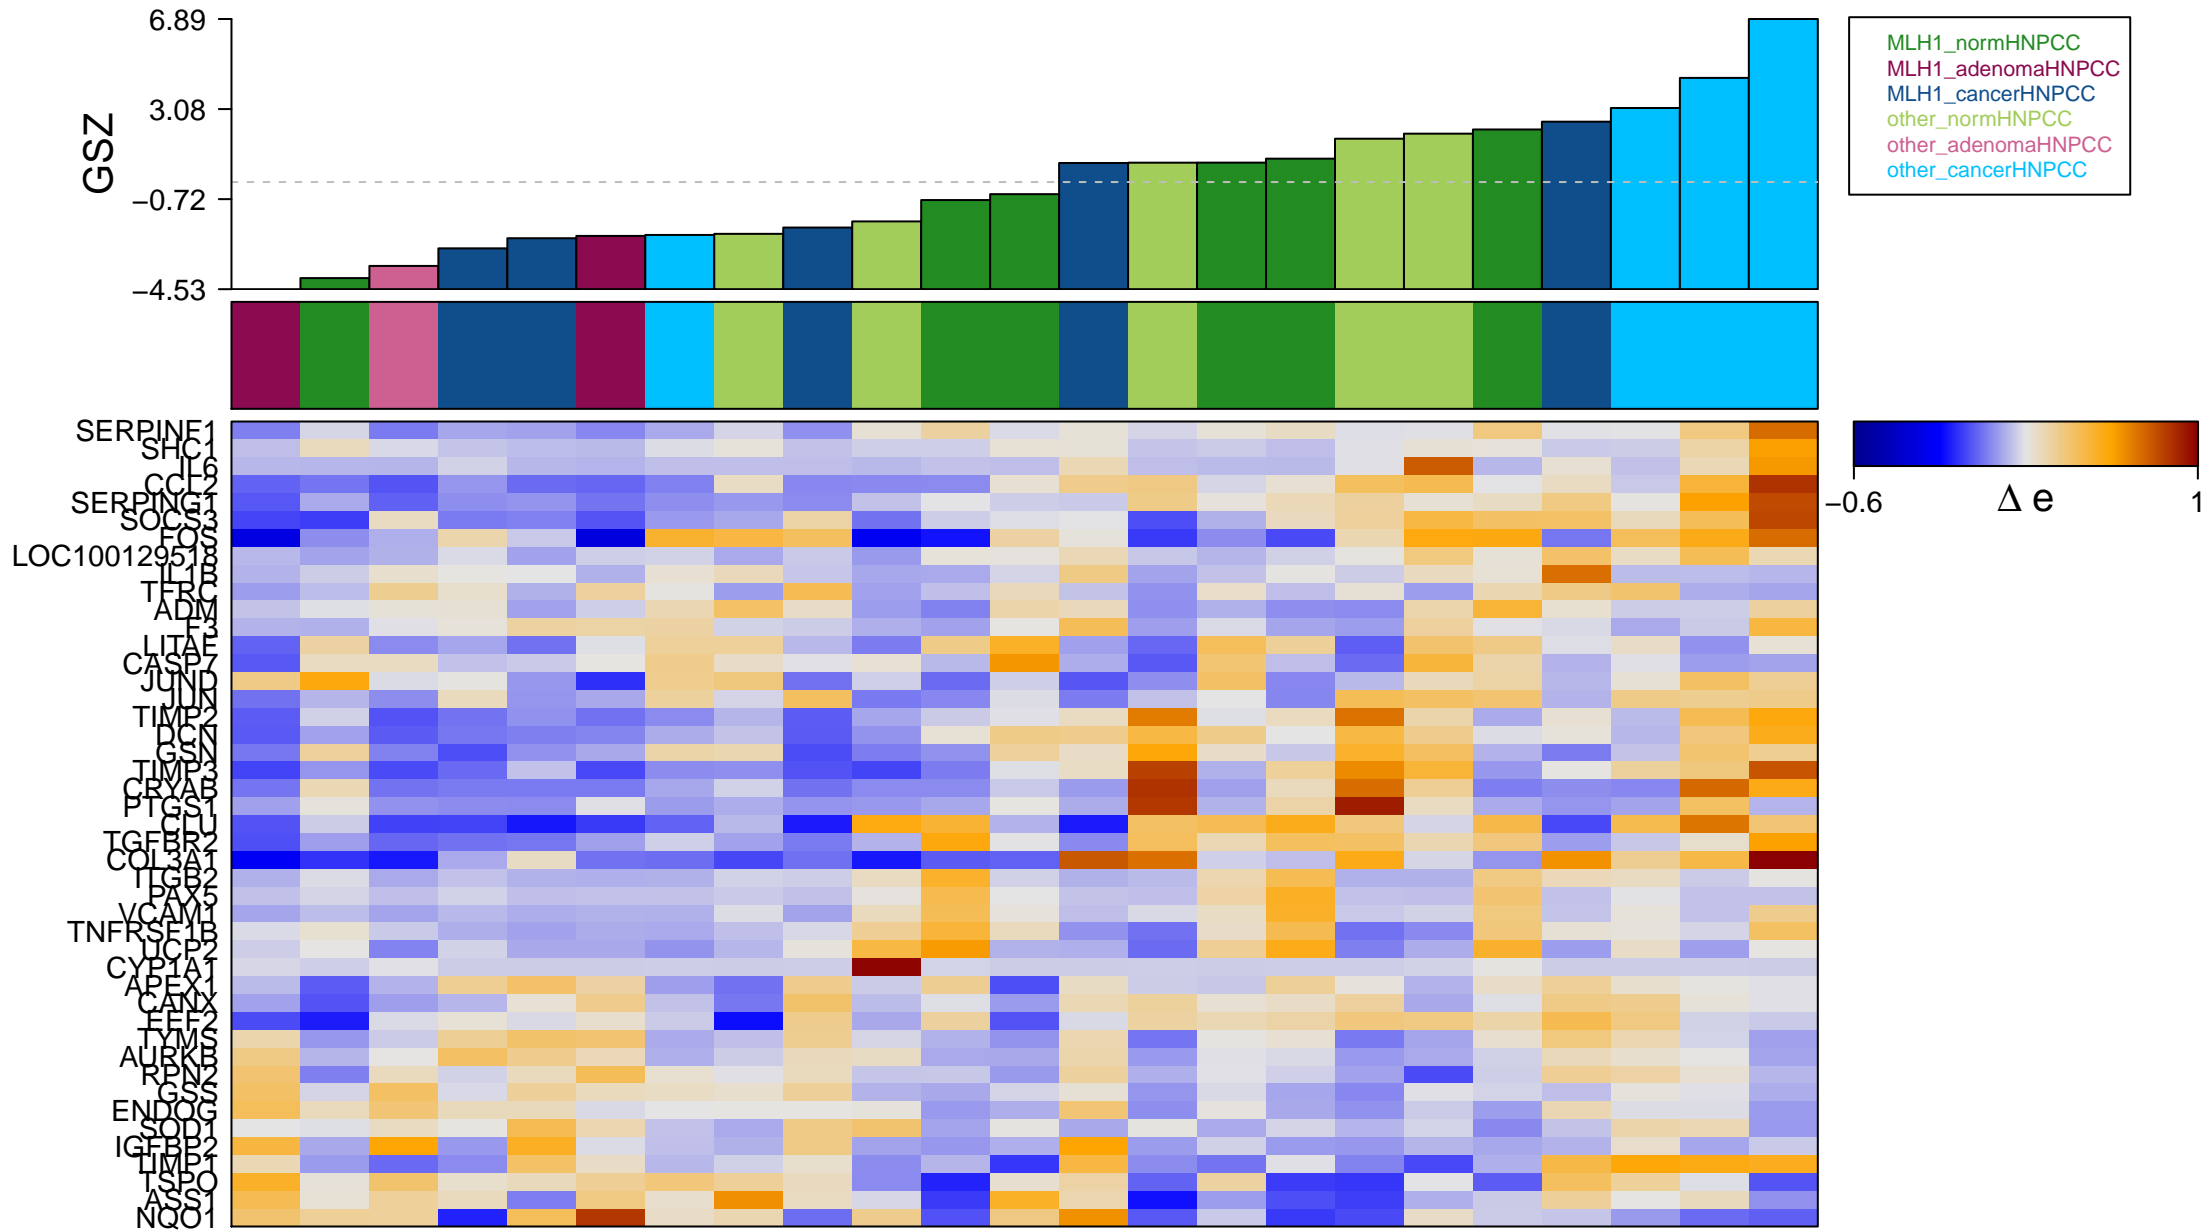 6.89
3.08
−0.72
−4.53
GSZ
MLH1_normHNPCC
MLH1_adenomaHNPCC
MLH1_cancerHNPCC
other_normHNPCC
other_adenomaHNPCC
other_cancerHNPCC
−0.6
Δ e
1
SERPINE1
SHC1
IL6
CCL2
SERPING1
SOCS3
FOS
LOC100129518
IL1B
TFRC
ADM
F3
LITAF
CASP7
JUND
JUN
TIMP2
DCN
GSN
TIMP3
CRYAB
PTGS1
CLU
TGFBR2
COL3A1
ITGB2
PAX5
VCAM1
TNFRSF1B
UCP2
CYP1A1
APEX1
CANX
EEF2
TYMS
AURKB
RPN2
GSS
ENDOG
SOD1
IGFBP2
TIMP1
TSPO
ASS1
NQO1